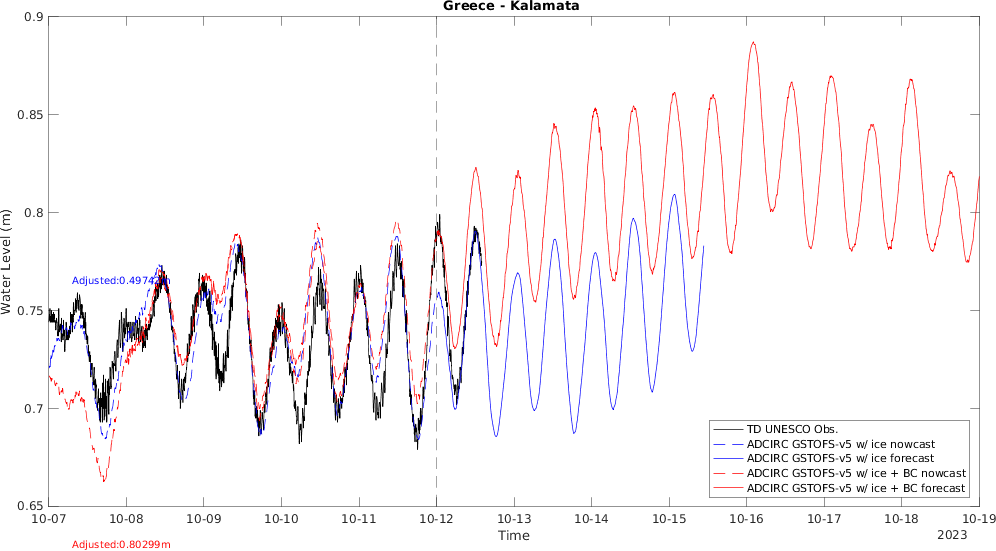 Greece - Kalamata
0.9
0.85
0.8
0.75
0.7
0.65
Water Level (m)
Adjusted:0.4974
Adjusted:0.80299m
TD UNESCO Obs.
ADCIRC GSTOFS-v5 w/ ice nowcast
ADCIRC GSTOFS-v5 w/ ice forecast
ADCIRC GSTOFS-v5 w/ ice + BC nowcast
ADCIRC GSTOFS-v5 w/ ice + BC forecast
10-07 10-08 10-09 10-10 10-11 10-12 10-13 10-14 10-15 10-16 10-17 10-18 10-19
Time
2023